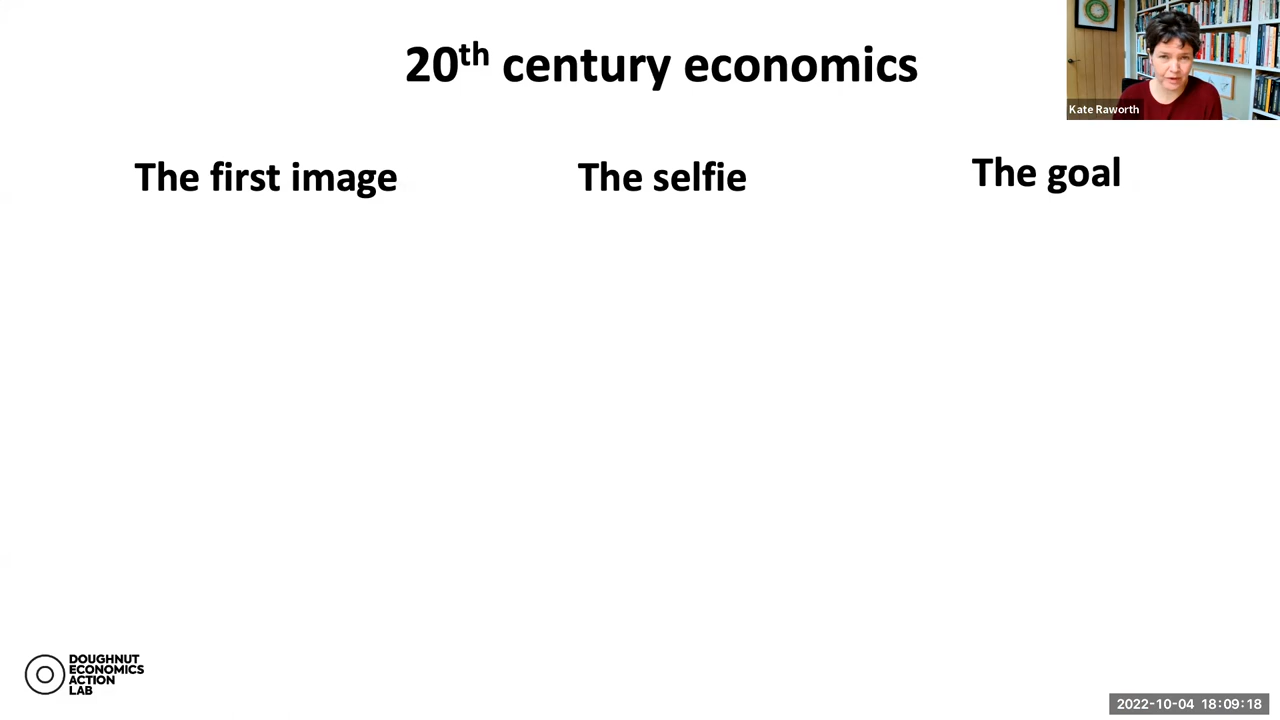 20th century economics
Kate Raworth
The first image
The selfie
The goal
DOUGHNUT
ECONOMICS
ACTION
LAB
2022-10-04 18:09:18